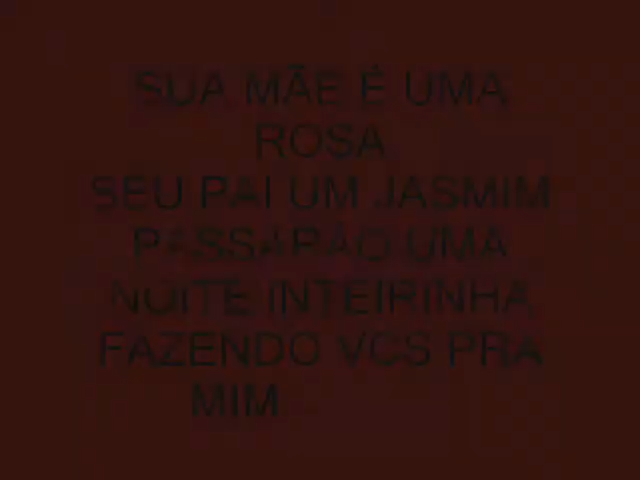 SUA MÃE É UMA
ROSA
SEU PAI UM JASMIM
PASSARÃO UMA
NOITE INTEIRINHA
FAZENDO VCS PRA
MIM